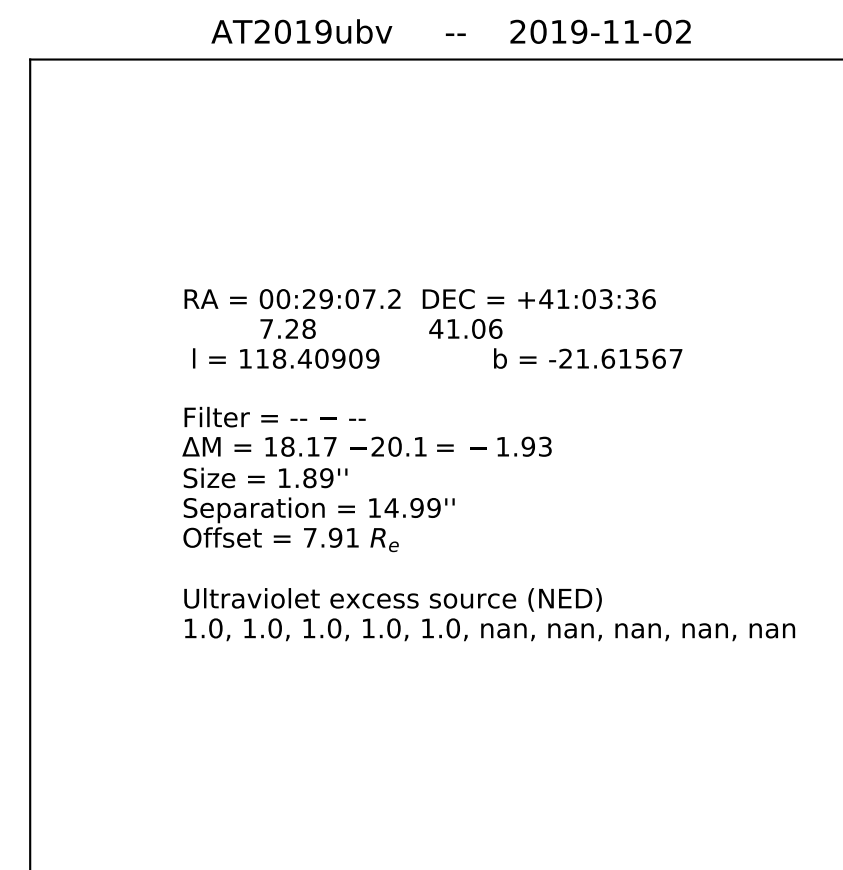 AT2019ubv -- 2019-11-02
RA = 00:29:07.2 DEC = +41:03:36
7.28 41.06
l = 118.40909 b = -21.61567
Filter = -- − --
ΔM = 18.17 −20.1 = −1.93
Size = 1.89''
Separation = 14.99''
Offset = 7.91 Re
Ultraviolet excess source (NED)
1.0, 1.0, 1.0, 1.0, 1.0, nan, nan, nan, nan, nan